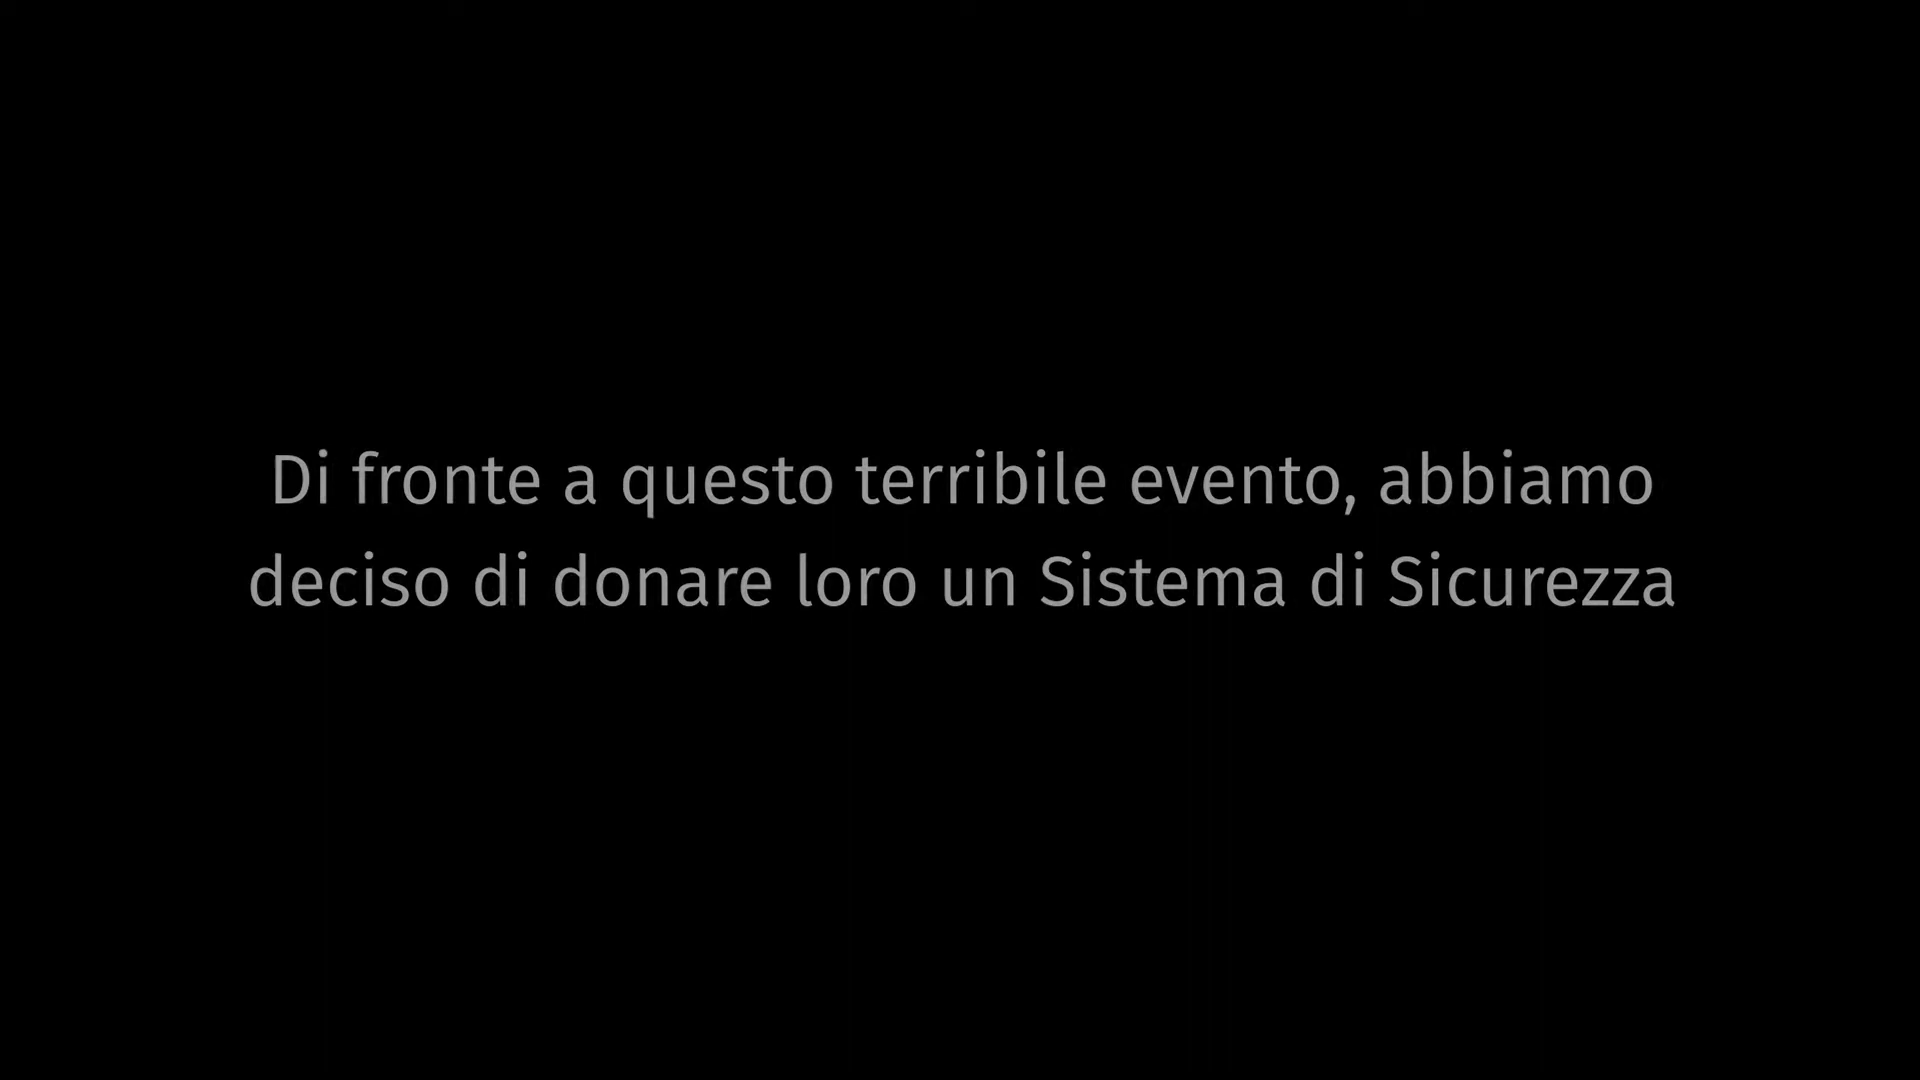 Di fronte a questo terribile evento, abbiamo
deciso di donare loro un Sistema di Sicurezza